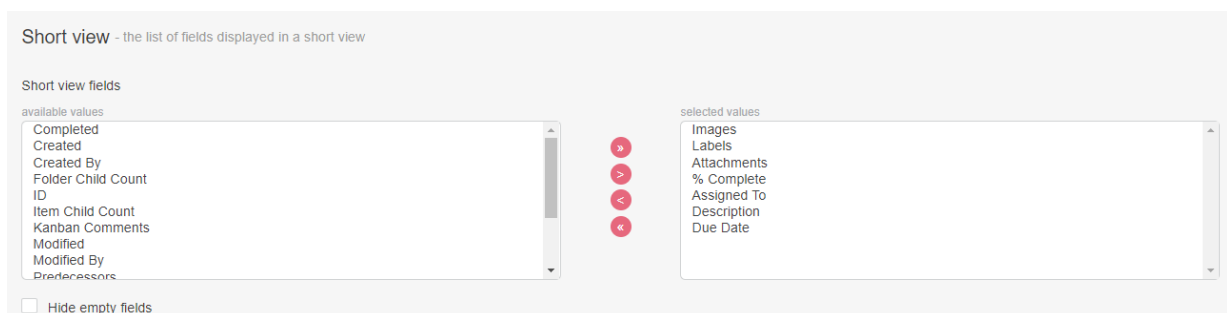 Short view - the list of fields displayed in a short view
Short view fields
available values
Completed
Created
Created By
Folder Child Count
ID
Item Child Count
Kanban Comments
Modified
Modified By
Predecessors
»
>
<
«
selected values
Images
Labels
Attachments
% Complete
Assigned To
Description
Due Date
Hide empty fields